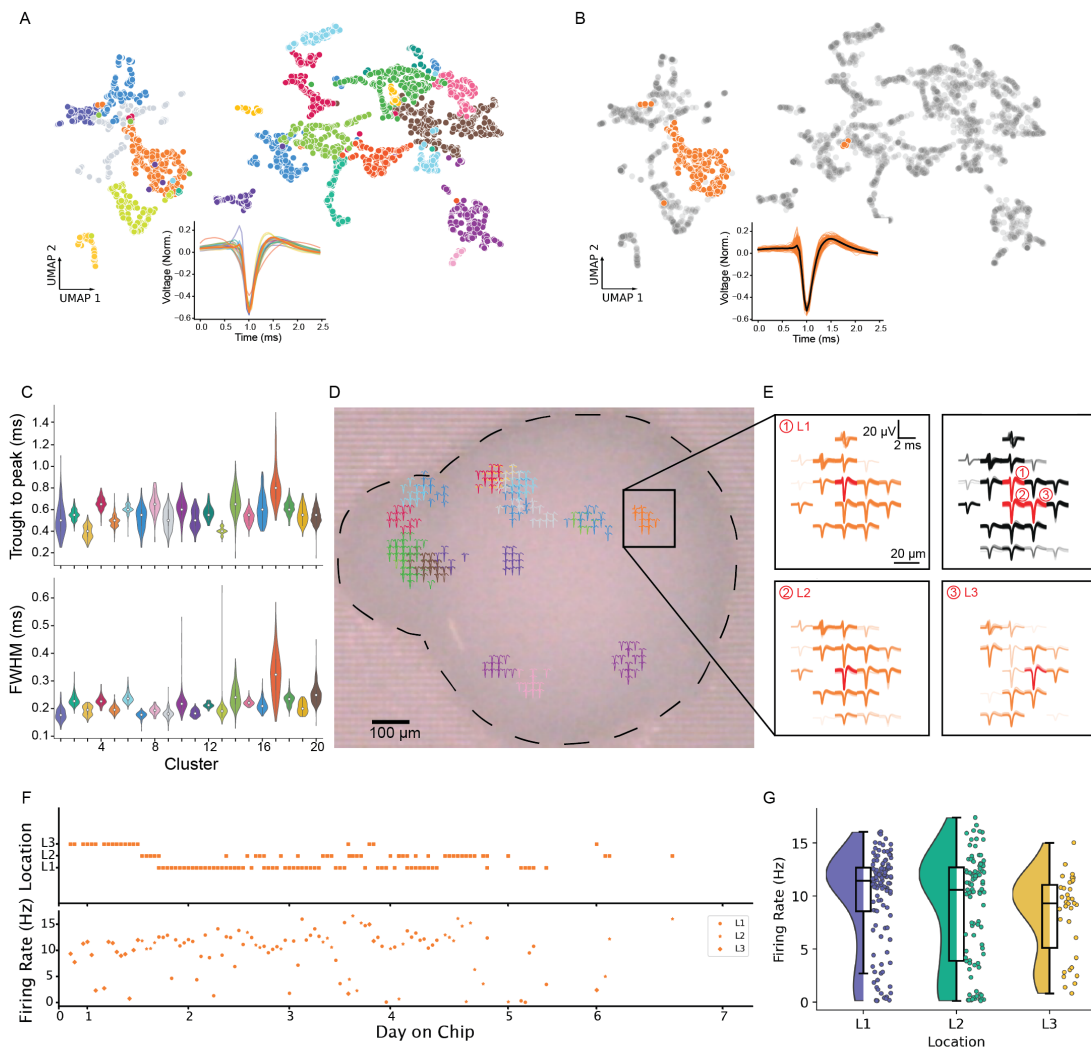 A
B
0.2
0.0
−0.2
−0.4
−0.6
Voltage (Norm.)
0.0 0.5 1.0 1.5 2.0 2.5
Time (ms)
UMAP 2
UMAP 1
0.2
0.0
−0.2
−0.4
−0.6
Voltage (Norm.)
0.0 0.5 1.0 1.5 2.0 2.5
Time (ms)
UMAP 2
UMAP 1
C
Trough to peak (ms)
1.4
1.2
1.0
0.8
0.6
0.4
0.2
FWHM (ms)
0.6
0.5
0.4
0.3
0.2
0.1
4 8 12 16 20
Cluster
D
100 µm
E
1 L1
20 µV
2 ms
1
2 3
20 µm
2 L2
3 L3
F
Location
L3
L2
L1
Firing Rate (Hz)
15
10
5
0
L1
L2
L3
0 1 2 3 4 5 6 7
Day on Chip
G
Firing Rate (Hz)
15
10
5
0
L1 L2 L3
Location